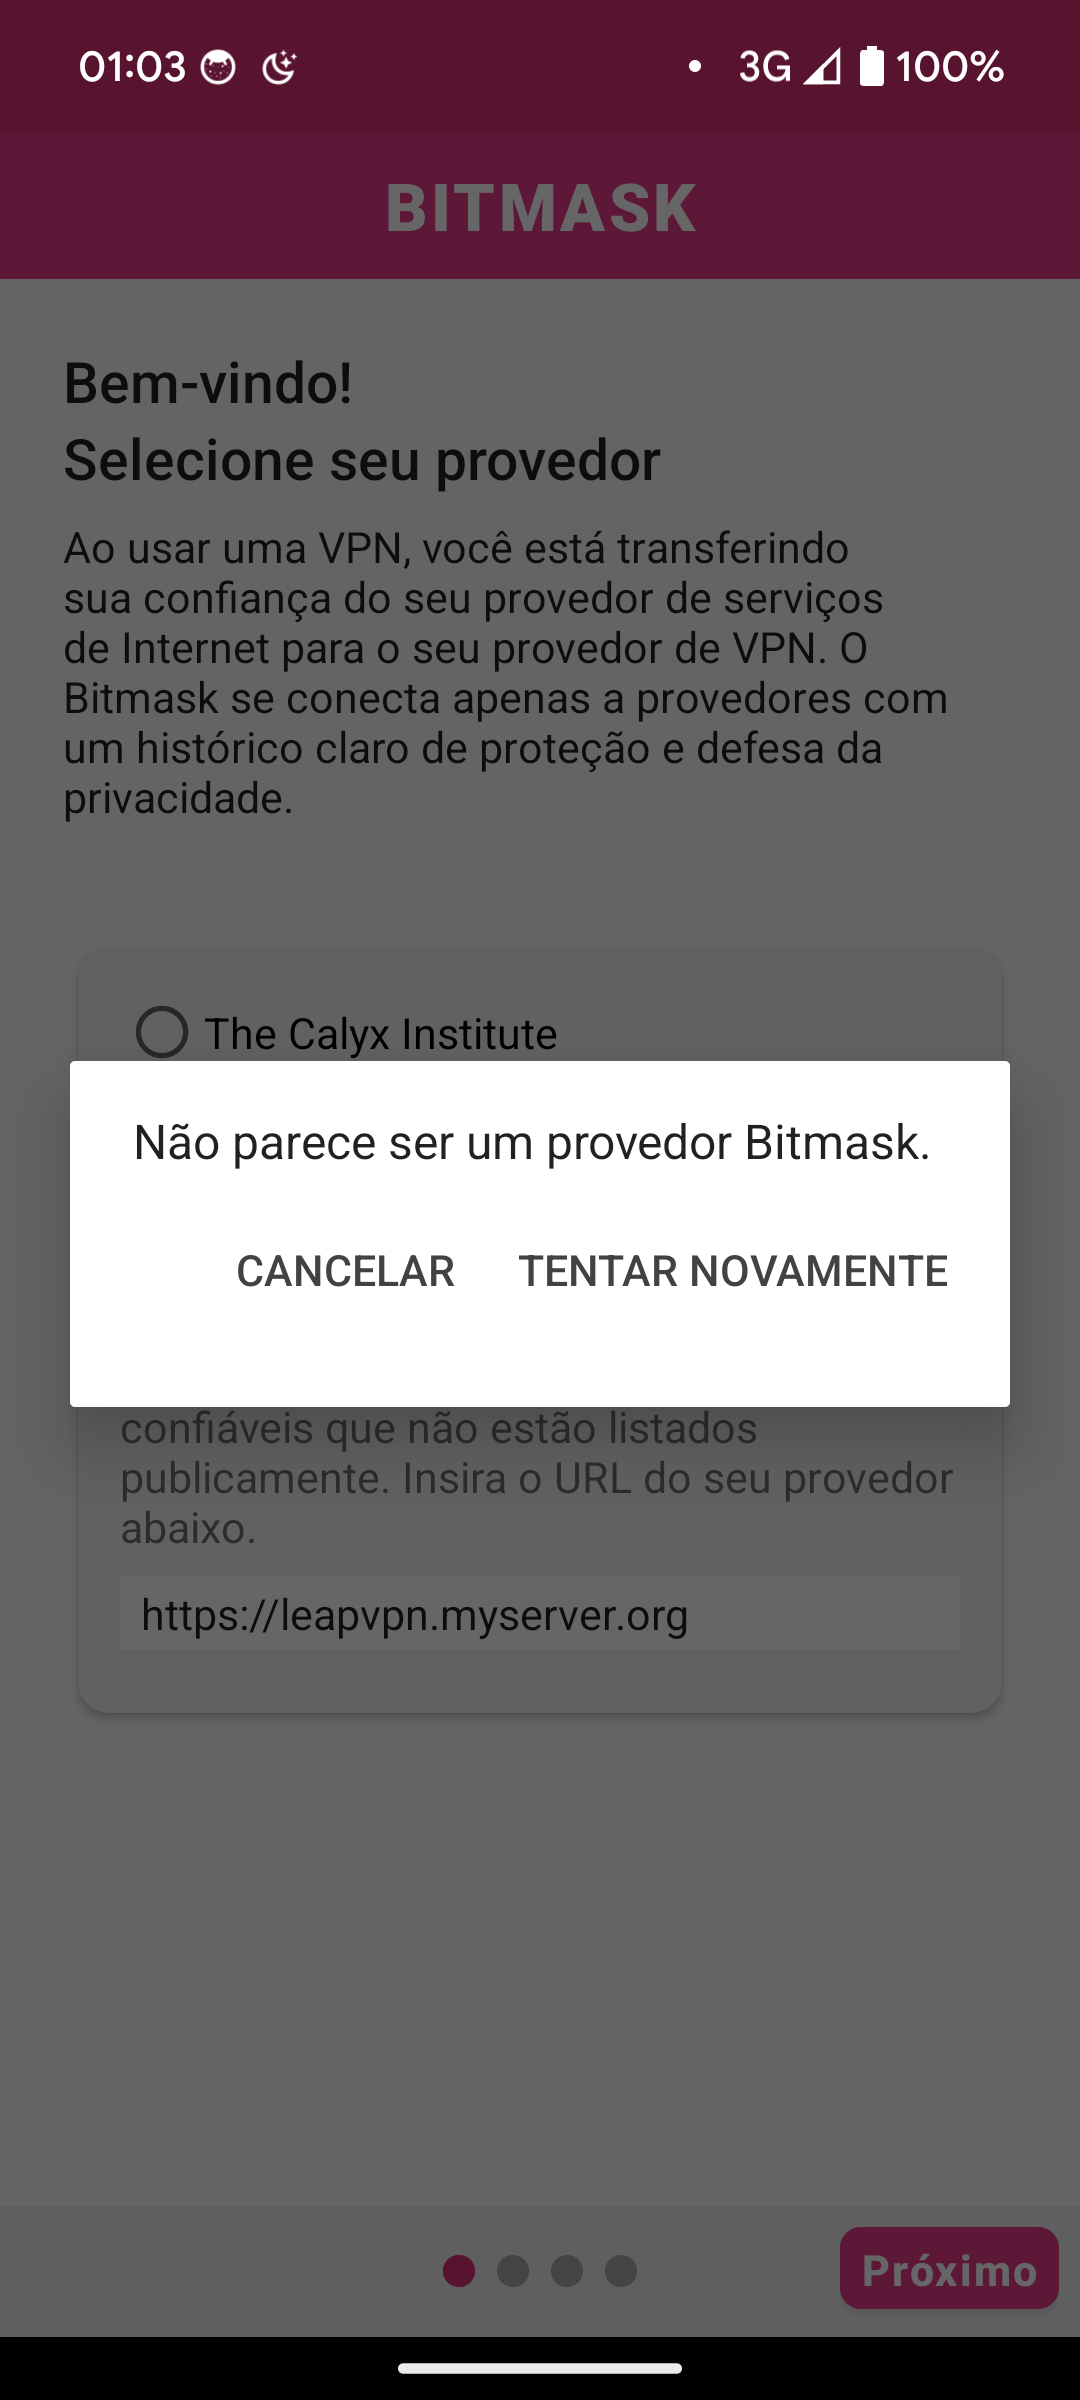 01:03 3G 100%
BITMASK
Bem-vindo!
Selecione seu provedor
Ao usar uma VPN, você está transferindo
sua confiança do seu provedor de serviços
de Internet para o seu provedor de VPN. O
Bitmask se conecta apenas a provedores com
um histórico claro de proteção e defesa da
privacidade.
The Calyx Institute
Não parece ser um provedor Bitmask.
CANCELAR TENTAR NOVAMENTE
confiáveis que não estão listados
publicamente. Insira o URL do seu provedor
abaixo.
https://leapvpn.myserver.org
Próximo